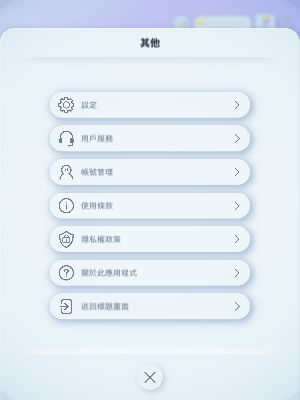 其他
設定
用戶服務
帳號管理
使用條款
隱私權政策
關於此應用程式
返回標題畫面